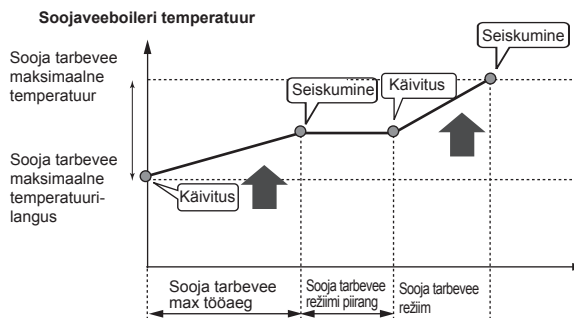 Soojaveeboileri temperatuur
Seiskumine
Sooja tarbevee
maksimaalne
temperatuur
Seiskumine
Käivitus
Sooja tarbevee
maksimaalne
temperatuuri-
langus
Käivitus
Sooja tarbevee
max tööaeg
Sooja tarbevee
režiimi piirang
Sooja tarbevee
režiim